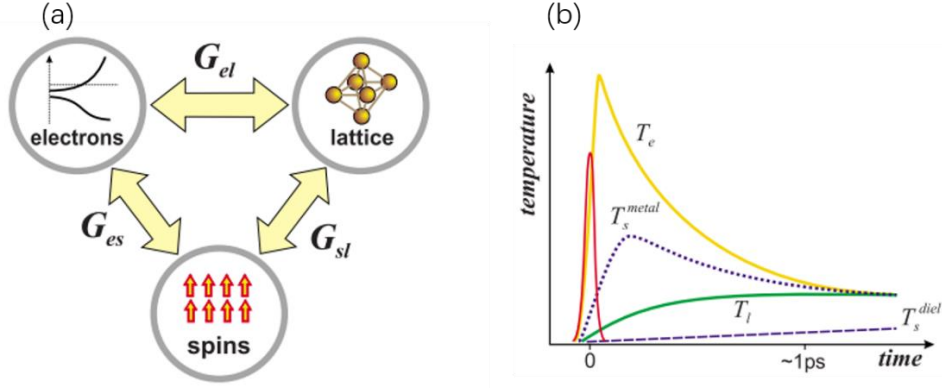 (a)
(b)
G_el
electrons
lattice
G_es
G_sl
spins
temperature
T_e
T_s^metal
T_l
T_s^diel
0
~1ps
time